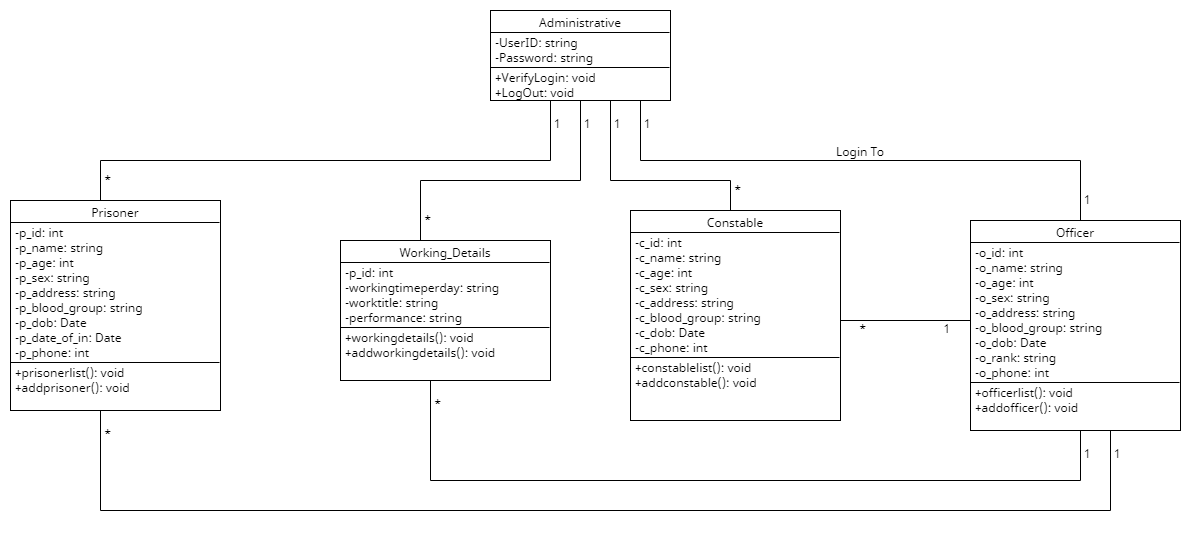 Administrative
-UserID: string
-Password: string
+VerifyLogin: void
+LogOut: void
1
1
1
1
Login To
*
*
*
1
Prisoner
-p_id: int
-p_name: string
-p_age: int
-p_sex: string
-p_address: string
-p_blood_group: string
-p_dob: Date
-p_date_of_in: Date
-p_phone: int
+prisonerlist(): void
+addprisoner(): void
Working_Details
-p_id: int
-workingtimeperday: string
-worktitle: string
-performance: string
+workingdetails(): void
+addworkingdetails(): void
Constable
-c_id: int
-c_name: string
-c_age: int
-c_sex: string
-c_address: string
-c_blood_group: string
-c_dob: Date
-c_phone: int
+constablelist(): void
+addconstable(): void
*
1
Officer
-o_id: int
-o_name: string
-o_age: int
-o_sex: string
-o_address: string
-o_blood_group: string
-o_dob: Date
-o_rank: string
-o_phone: int
+officerlist(): void
+addofficer(): void
*
*
1
1